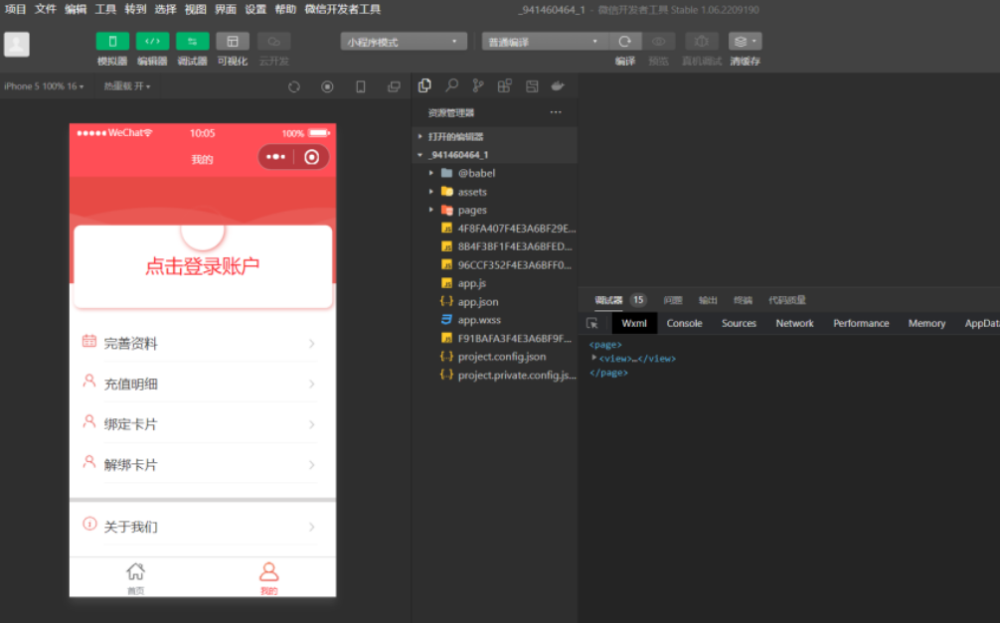 项目 文件 编辑 工具 转到 选择 视图 界面 设置 帮助 微信开发者工具
_941460464_1 - 微信开发者工具 Stable 1.06.2209190
小程序模式 普通编译
模拟器 编辑器 调试器 可视化 云开发 编译 预览 真机调试 清缓存
iPhone 5 100% 16 热重载 开
WeChat 10:05 100%
我的
点击登录账户
完善资料
充值明细
绑定卡片
解绑卡片
关于我们
首页 我的
资源管理器
打开的编辑器
_941460464_1
@babel
assets
pages
4F8FA407F4E3A6BF29E...
8B4F3BF1F4E3A6BFED...
96CCF352F4E3A6BFF0...
app.js
app.json
app.wxss
F91BAFA3F4E3A6BF9F...
project.config.json
project.private.config.js...
调试器 15 问题 输出 终端 代码质量
Wxml Console Sources Network Performance Memory AppData
<page>
<view>…</view>
</page>